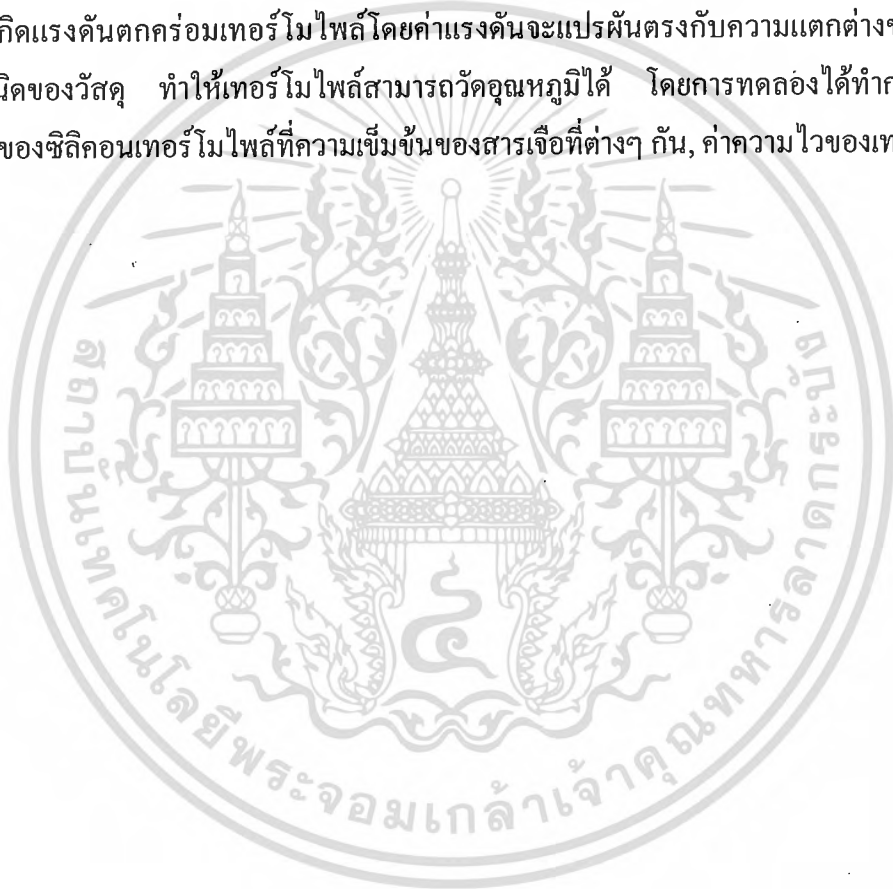 กิดแรงดันตกคร่อมเทอร์โมไพล์โดยค่าแรงดันจะแปรผันตรงกับความแตกต่าง
นิดของวัสดุ ทำให้เทอร์โมไพล์สามารถวัดอุณหภูมิได้ โดยการทดลองได้ทำก
ของซิลิคอนเทอร์โมไพล์ที่ความเข็มข้นของสารเจือที่ต่างๆ กัน, ค่าความไวของเท
สถาบันเทคโนโลยีพระจอมเกล้าเจ้าคุณทหารลาดกระบัง